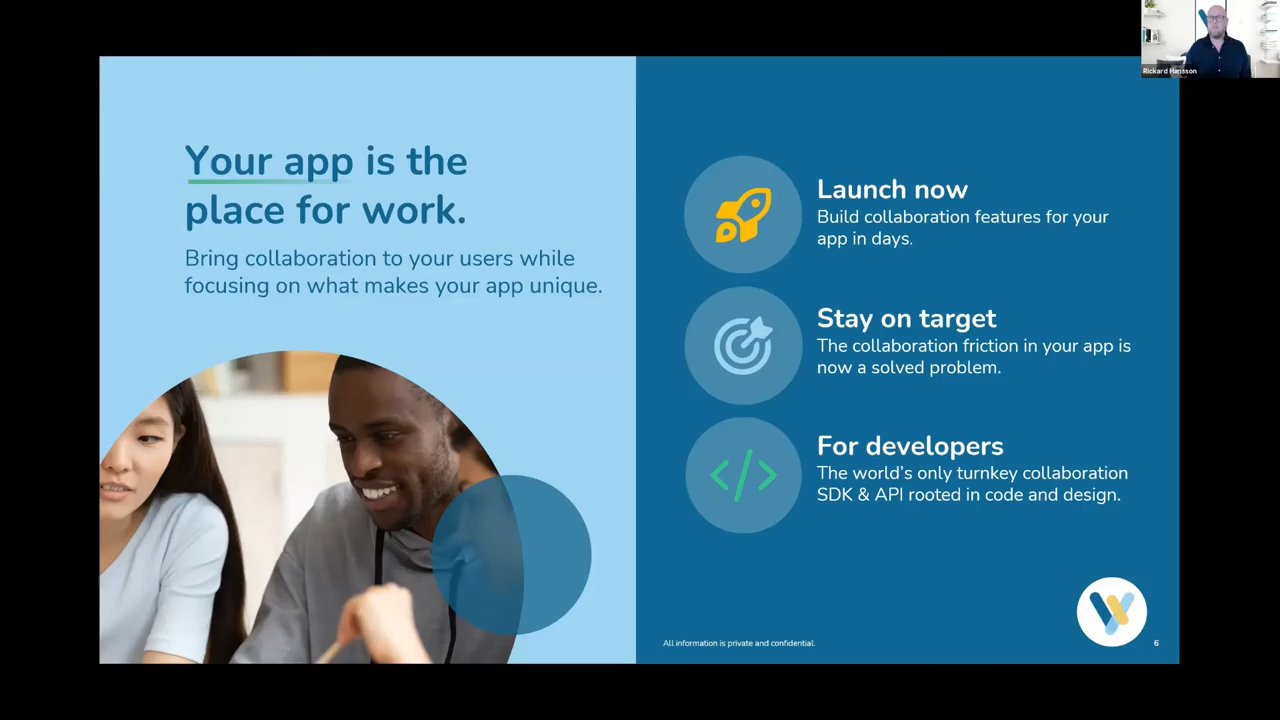 Rickard Hansson
Your app is the
place for work.
Bring collaboration to your users while
focusing on what makes your app unique.
Launch now
Build collaboration features for your
app in days.
Stay on target
The collaboration friction in your app is
now a solved problem.
For developers
The world's only turnkey collaboration
SDK & API rooted in code and design.
All information is private and confidential.
6